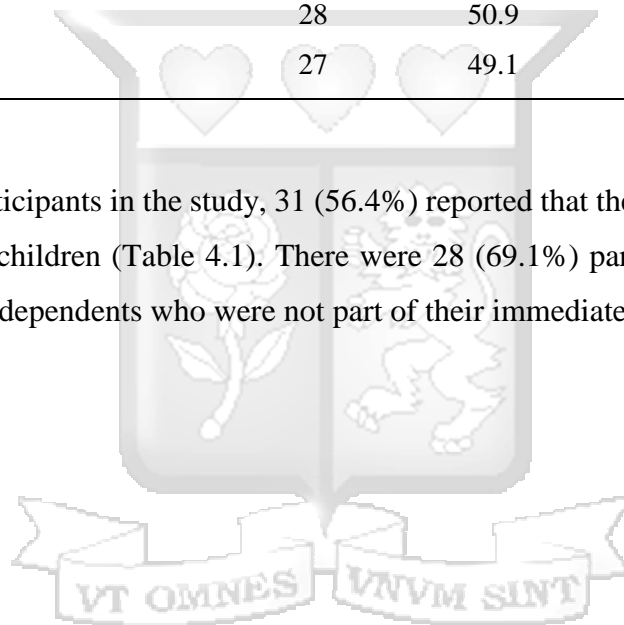 28 50.9
27 49.1
ticipants in the study, 31 (56.4%) reported that the
children (Table 4.1). There were 28 (69.1%) par
dependents who were not part of their immediate
VT OMNES VNVM SINT